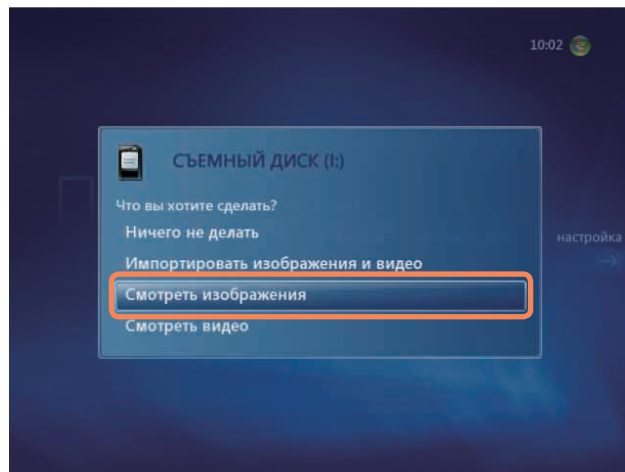 10:02
СЪЕМНЫЙ ДИСК (I:)
Что вы хотите сделать?
Ничего не делать
настройка
Импортировать изображения и видео
Смотреть изображения
Смотреть видео